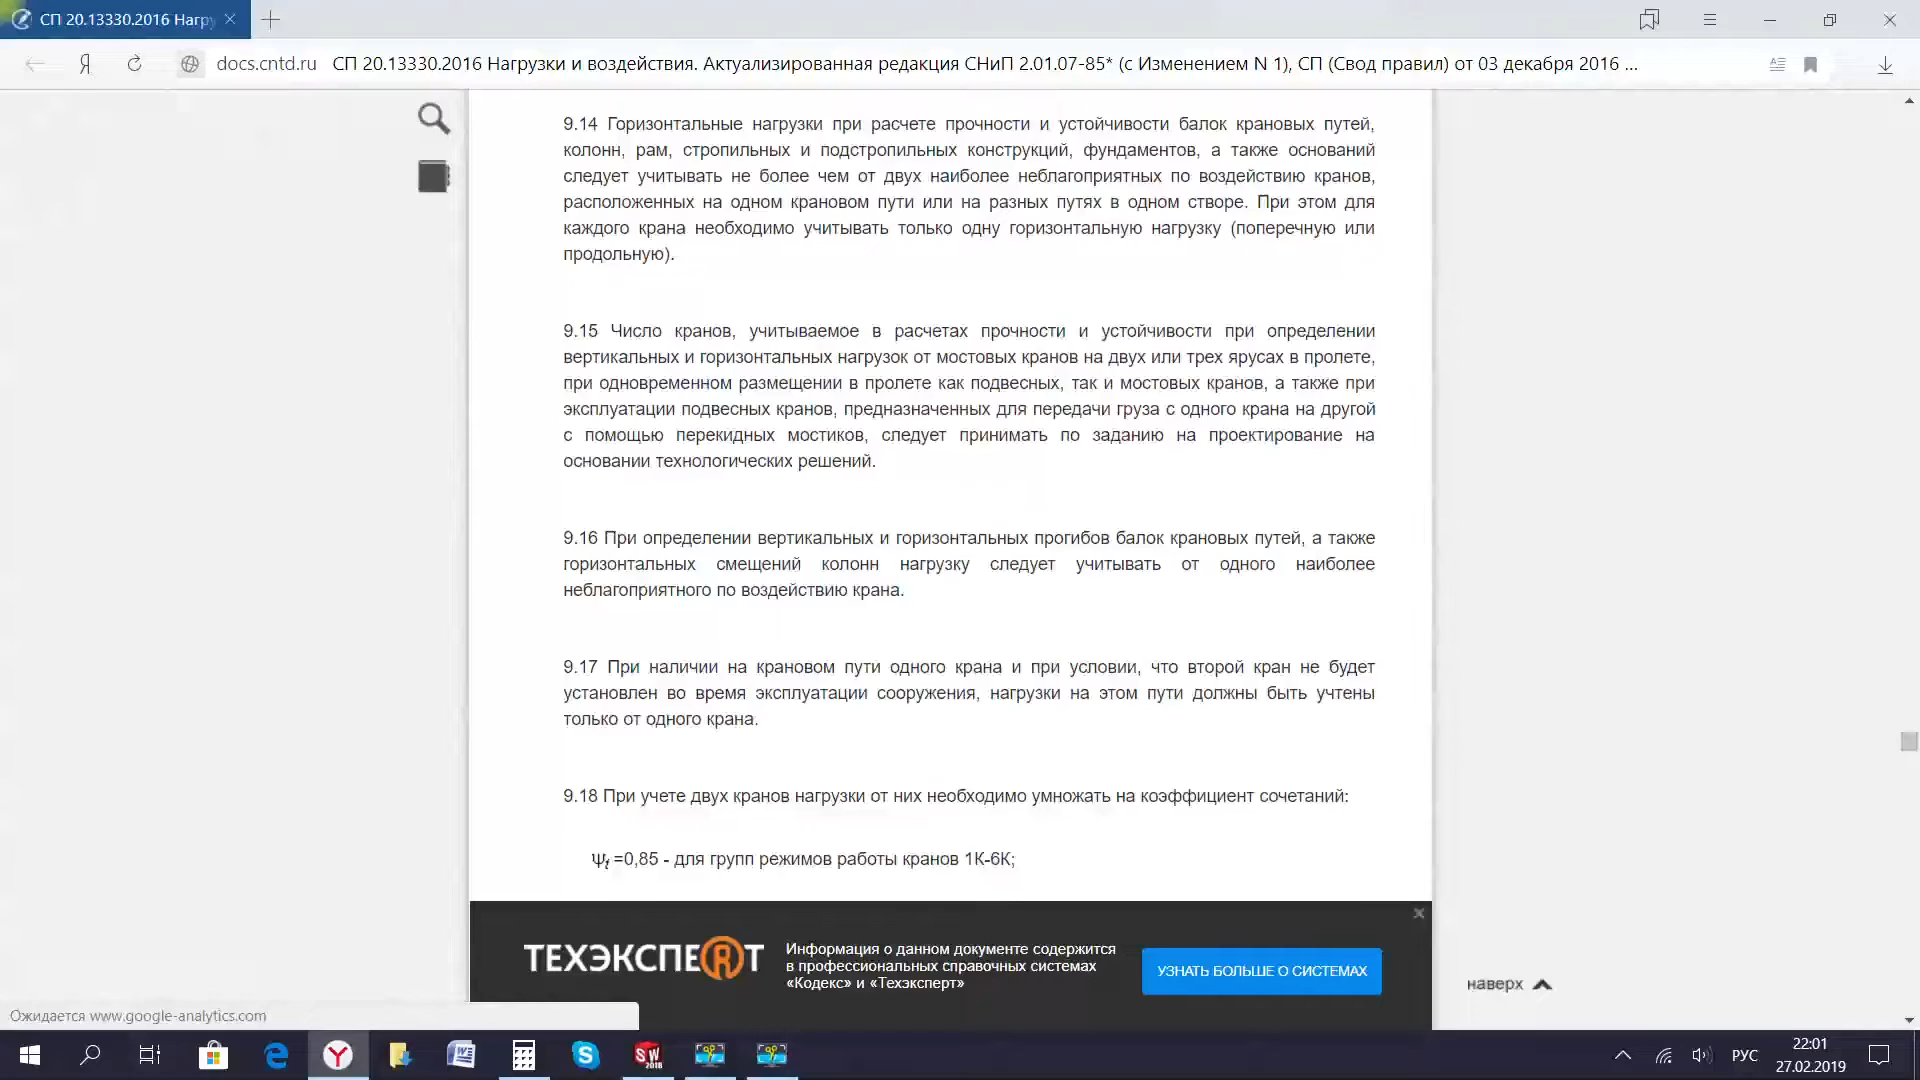 СП 20.13330.2016 Нагру
docs.cntd.ru СП 20.13330.2016 Нагрузки и воздействия. Актуализированная редакция СНиП 2.01.07-85* (с Изменением N 1), СП (Свод правил) от 03 декабря 2016 ...
9.14 Горизонтальные нагрузки при расчете прочности и устойчивости балок крановых путей,
колонн, рам, стропильных и подстропильных конструкций, фундаментов, а также оснований
следует учитывать не более чем от двух наиболее неблагоприятных по воздействию кранов,
расположенных на одном крановом пути или на разных путях в одном створе. При этом для
каждого крана необходимо учитывать только одну горизонтальную нагрузку (поперечную или
продольную).
9.15 Число кранов, учитываемое в расчетах прочности и устойчивости при определении
вертикальных и горизонтальных нагрузок от мостовых кранов на двух или трех ярусах в пролете,
при одновременном размещении в пролете как подвесных, так и мостовых кранов, а также при
эксплуатации подвесных кранов, предназначенных для передачи груза с одного крана на другой
с помощью перекидных мостиков, следует принимать по заданию на проектирование на
основании технологических решений.
9.16 При определении вертикальных и горизонтальных прогибов балок крановых путей, а также
горизонтальных смещений колонн нагрузку следует учитывать от одного наиболее
неблагоприятного по воздействию крана.
9.17 При наличии на крановом пути одного крана и при условии, что второй кран не будет
установлен во время эксплуатации сооружения, нагрузки на этом пути должны быть учтены
только от одного крана.
9.18 При учете двух кранов нагрузки от них необходимо умножать на коэффициент сочетаний:
ψt =0,85 - для групп режимов работы кранов 1К-6К;
ТЕХЭКСПЕRТ
Информация о данном документе содержится
в профессиональных справочных системах
«Кодекс» и «Техэксперт»
УЗНАТЬ БОЛЬШЕ О СИСТЕМАХ
наверх
Ожидается www.google-analytics.com
РУС
22:01
27.02.2019